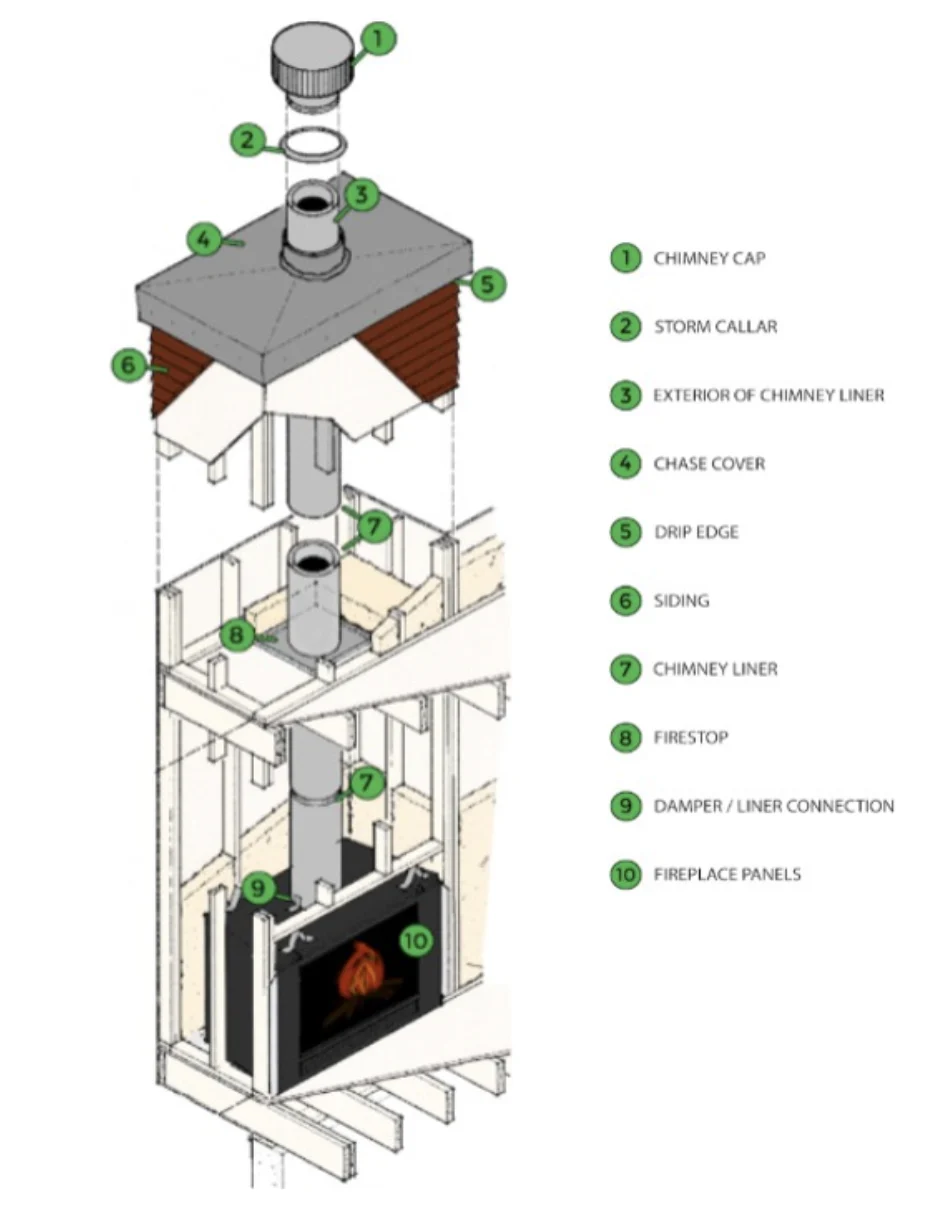 1
2
3
4
5
6
7
8
7
9
10
1 CHIMNEY CAP
2 STORM CALLAR
3 EXTERIOR OF CHIMNEY LINER
4 CHASE COVER
5 DRIP EDGE
6 SIDING
7 CHIMNEY LINER
8 FIRESTOP
9 DAMPER / LINER CONNECTION
10 FIREPLACE PANELS